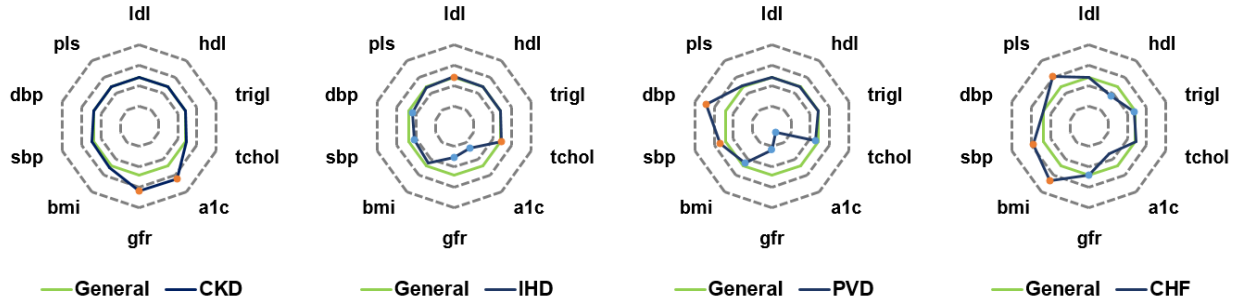 ldl
hdl
trigl
tchol
a1c
gfr
bmi
sbp
dbp
pls
General CKD
ldl
hdl
trigl
tchol
a1c
gfr
bmi
sbp
dbp
pls
General IHD
ldl
hdl
trigl
tchol
a1c
gfr
bmi
sbp
dbp
pls
General PVD
ldl
hdl
trigl
tchol
a1c
gfr
bmi
sbp
dbp
pls
General CHF